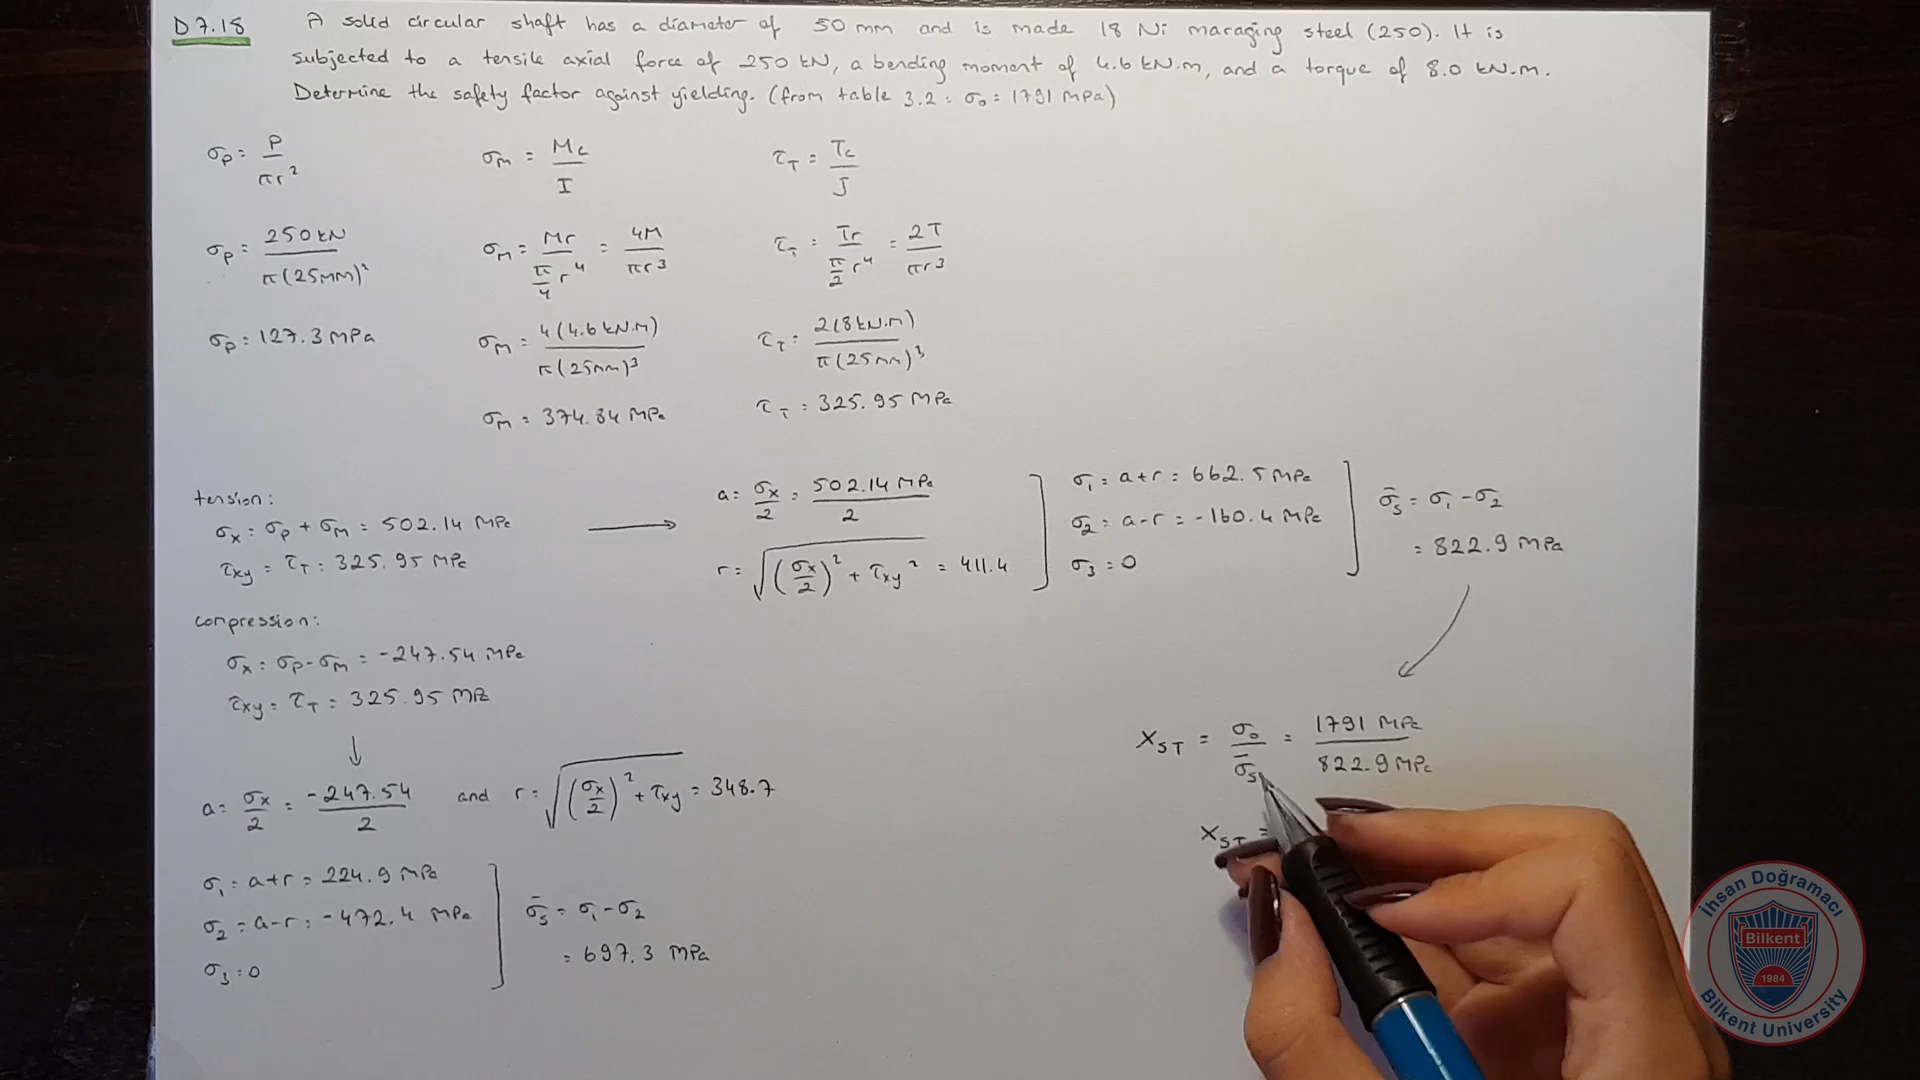 D 7.18 A solid circular shaft has a diameter of 50 mm and is made 18 Ni maraging steel (250). It is
subjected to a tensile axial force of 250 kN, a bending moment of 4.6 kN.m, and a torque of 8.0 kN.m.
Determine the safety factor against yielding. (from table 3.2 : σ₀ = 1791 MPa)
σP = P / πr²
σM = Mc / I
τT = Tc / J
σP = 250 kN / π(25mm)²
σM = Mr / (π/4 r⁴) = 4M / πr³
τT = Tr / (π/2 r⁴) = 2T / πr³
σP = 127.3 MPa
σM = 4(4.6 kN.m) / π(25mm)³
τT = 2(8kN.m) / π(25mm)³
σM = 374.84 MPa
τT = 325.95 MPa
tension:
σx = σP + σM = 502.14 MPa
τxy = τT = 325.95 MPa
a = σx/2 = 502.14 MPa / 2
r = √((σx/2)² + τxy²) = 411.4
σ₁ = a+r = 662.5 MPa
σ₂ = a-r = -160.4 MPa
σ₃ = 0
σ̄s = σ₁ - σ₂
= 822.9 MPa
compression:
σx = σP - σM = -247.54 MPa
τxy = τT = 325.95 MPa
a = σx/2 = -247.54 / 2 and r = √((σx/2)² + τxy) = 348.7
σ₁ = a+r = 224.9 MPa
σ₂ = a-r = -472.4 MPa
σ₃ = 0
σ̄s = σ₁ - σ₂
= 697.3 MPa
XST = σ₀ / σ̄s = 1791 MPa / 822.9 MPa
XST =
İhsan Doğramacı
Bilkent
1984
Bilkent University